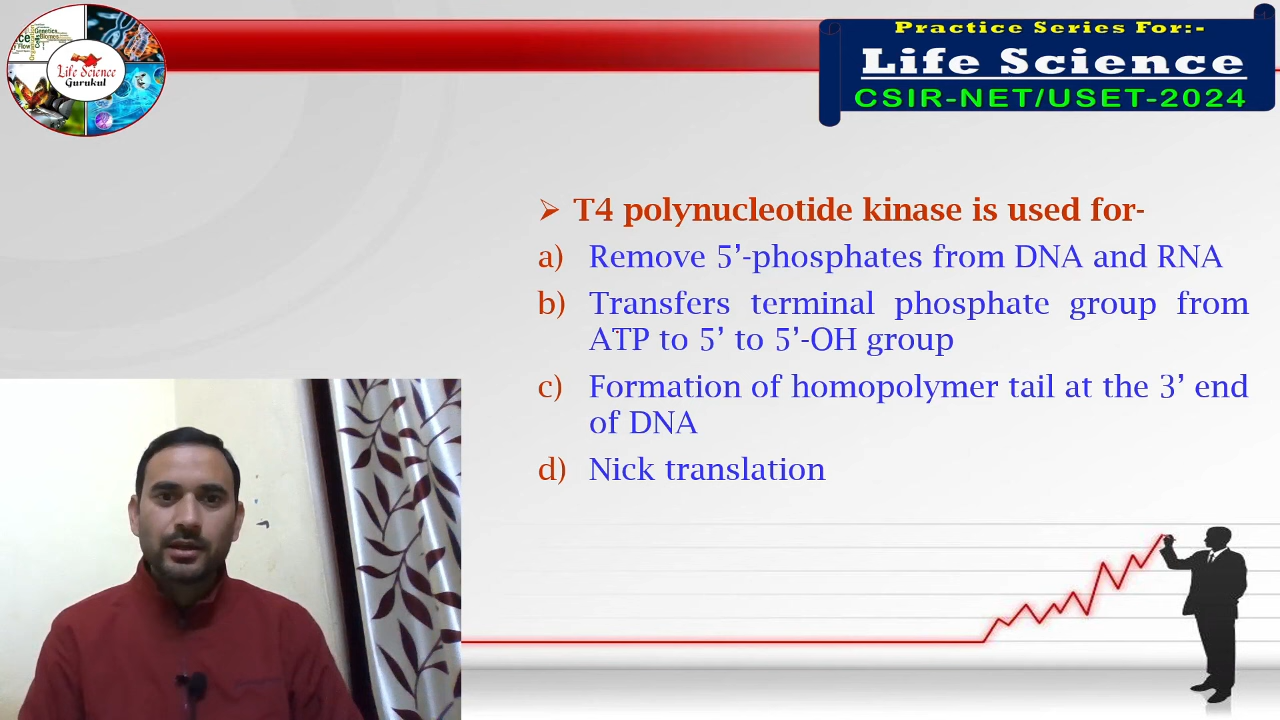 Life Science
Gurukul
Practice Series For:-
Life Science
CSIR-NET/USET-2024
➢ T4 polynucleotide kinase is used for-
a) Remove 5’-phosphates from DNA and RNA
b) Transfers terminal phosphate group from
ATP to 5’ to 5’-OH group
c) Formation of homopolymer tail at the 3’ end
of DNA
d) Nick translation